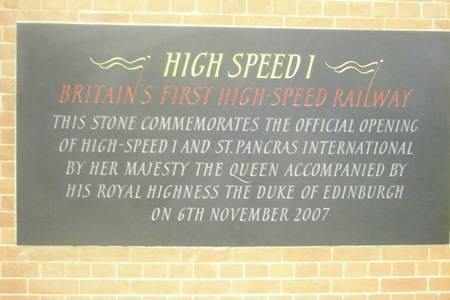 HIGH SPEED 1
BRITAIN'S FIRST HIGH-SPEED RAILWAY
THIS STONE COMMEMORATES THE OFFICIAL OPENING
OF HIGH-SPEED 1 AND ST. PANCRAS INTERNATIONAL
BY HER MAJESTY THE QUEEN ACCOMPANIED BY
HIS ROYAL HIGHNESS THE DUKE OF EDINBURGH
ON 6TH NOVEMBER 2007